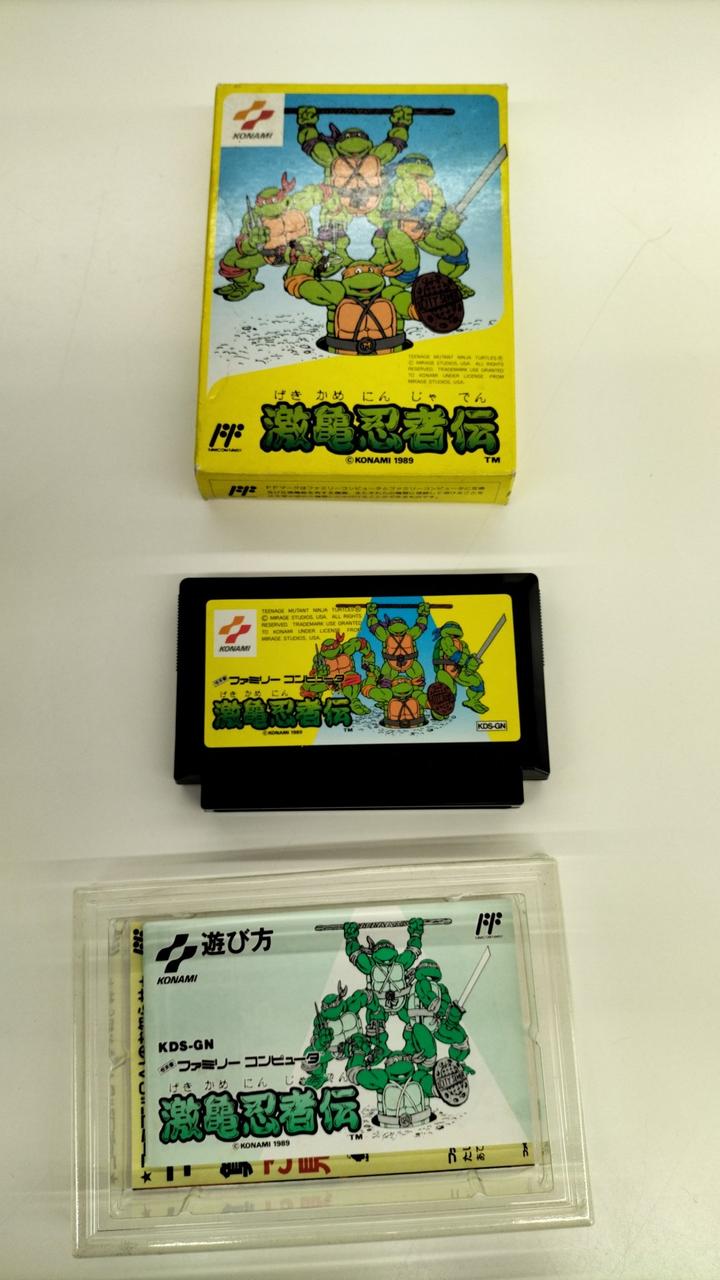 KONAMI
TEENAGE MUTANT NINJA TURTLES®
© MIRAGE STUDIOS, USA. ALL RIGHTS
RESERVED. TRADEMARK USE GRANTED
TO KONAMI UNDER LICENSE FROM
MIRAGE STUDIOS, USA.
げき かめ にん じゃ でん
激亀忍者伝
TM
© KONAMI 1989
KONAMI
TEENAGE MUTANT NINJA TURTLES®
© MIRAGE STUDIOS, USA. ALL RIGHTS
RESERVED. TRADEMARK USE GRANTED
TO KONAMI UNDER LICENSE FROM
MIRAGE STUDIOS, USA.
ファミリー コンピュータ
げき かめ にん
激亀忍者伝
TM
© KONAMI 1989
KDS-GN
KONAMI
遊び方
KDS-GN
ファミリー コンピュータ
げき かめ にん じゃ でん
激亀忍者伝
TM
© KONAMI 1989